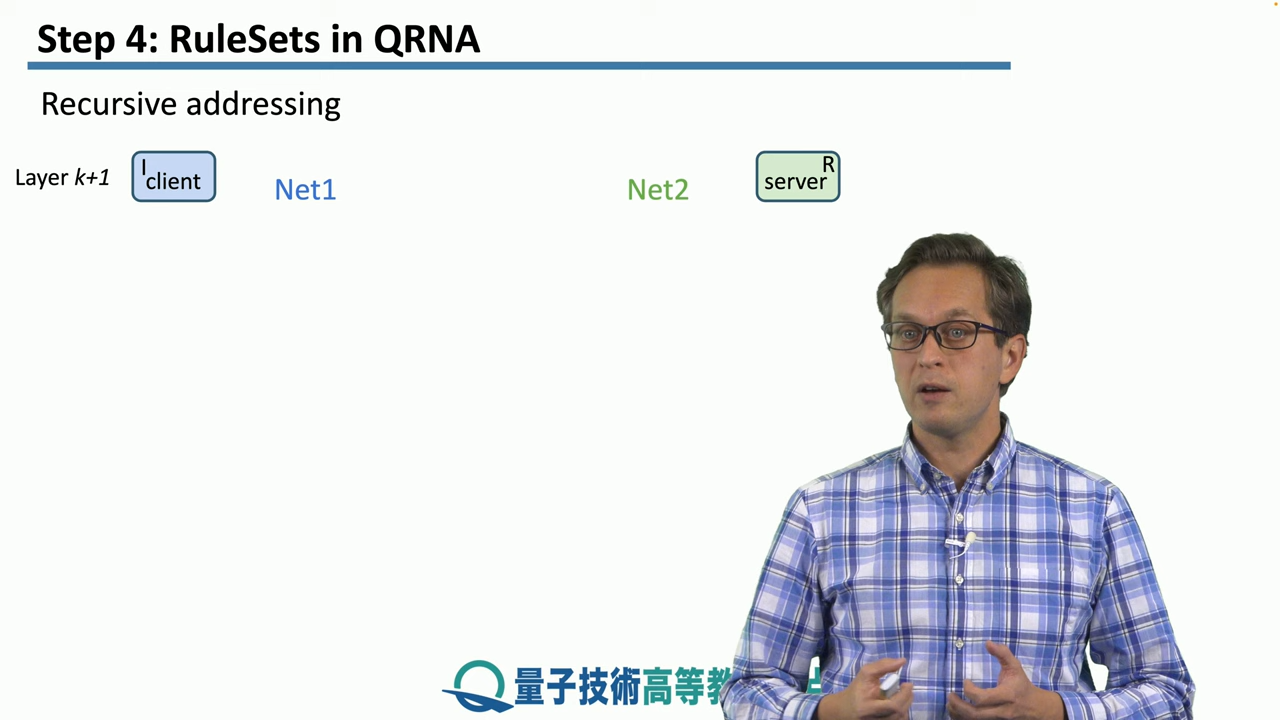 Step 4: RuleSets in QRNA
Recursive addressing
Layer k+1
I
client
Net1
Net2
R
server
量子技術高等教